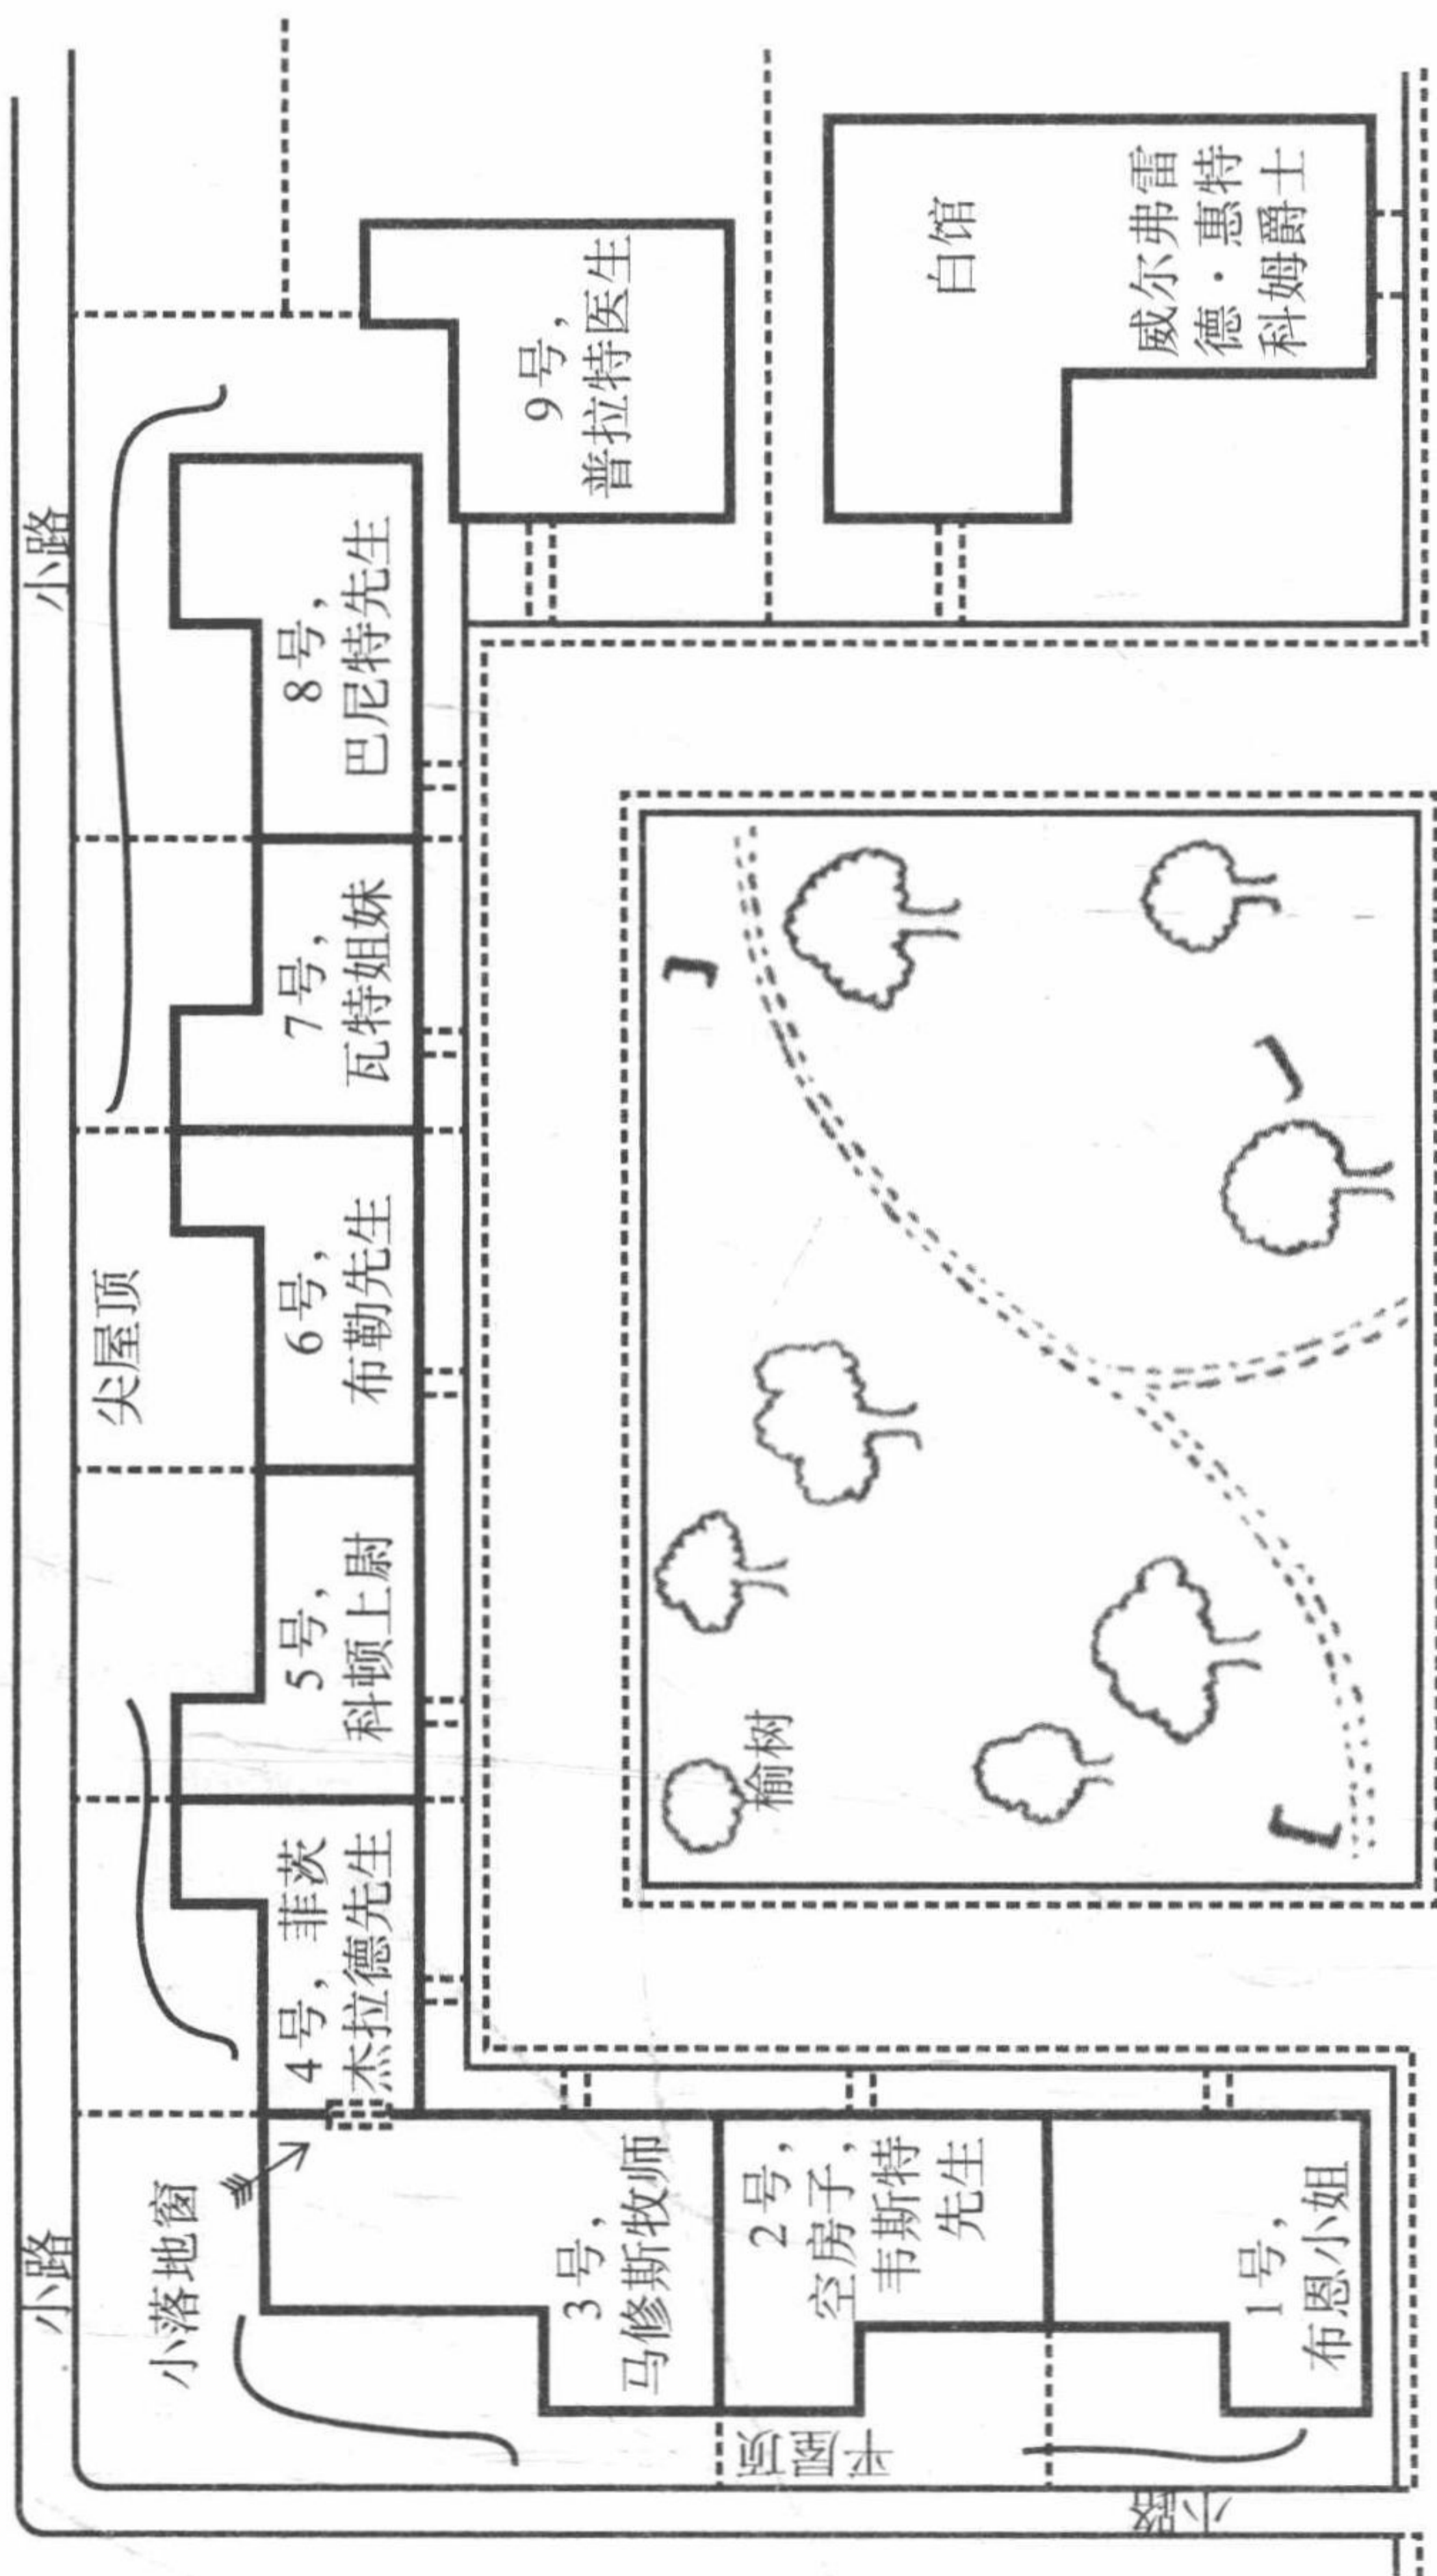 小路
小路
小落地窗
尖屋顶
4号，菲茨
杰拉德先生
5号，
科顿上尉
6号，
布勒先生
7号，
瓦特姐妹
8号，
巴尼特先生
9号，
普拉特医生
3号，
马修斯牧师
2号，
空房子，
韦斯特
先生
1号，
布恩小姐
平屋顶
小路
榆树
白馆
威尔弗雷
德·惠特
科姆爵士